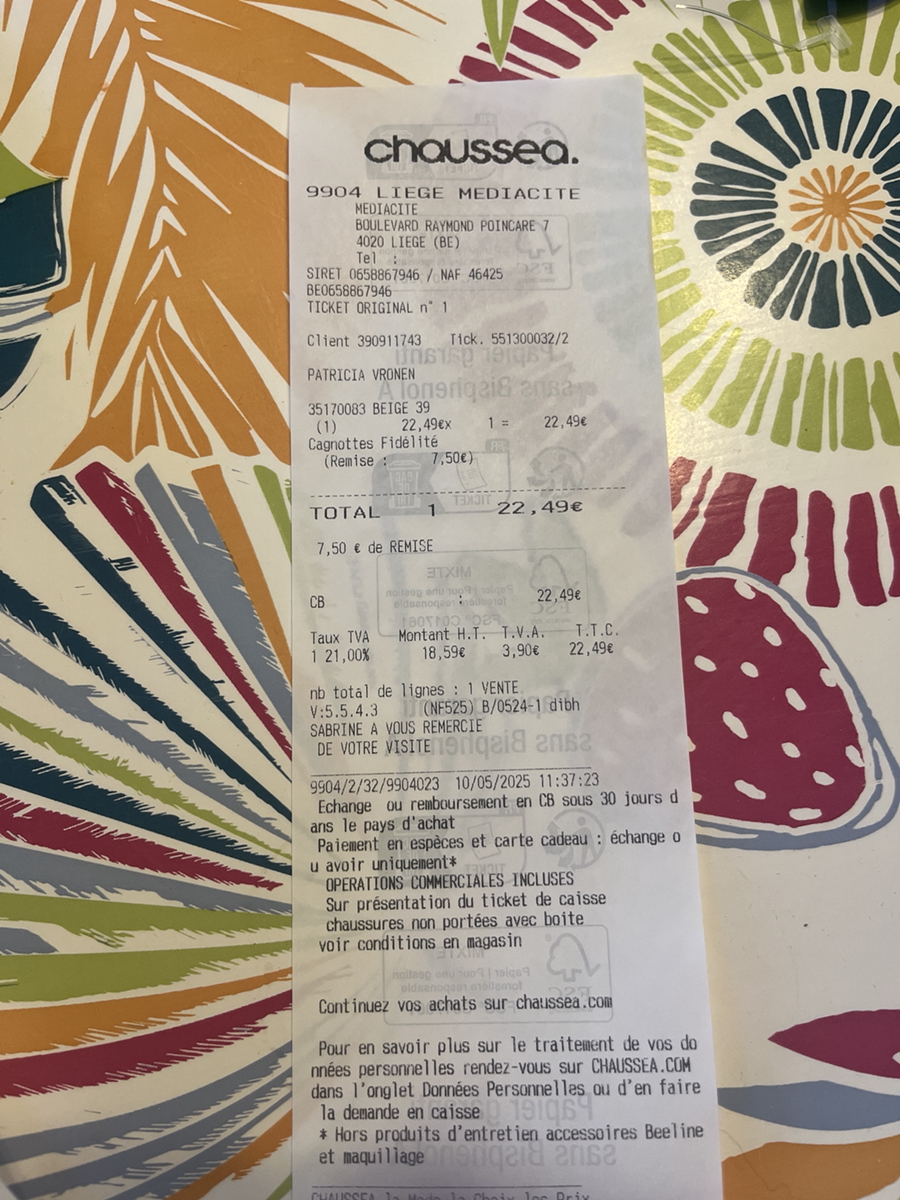 chaussea.
9904 LIEGE MEDIACITE
MEDIACITE
BOULEVARD RAYMOND POINCARE 7
4020 LIEGE (BE)
Tel :
SIRET 0658867946 / NAF 46425
BE0658867946
TICKET ORIGINAL n° 1
Client 390911743 Tick. 551300032/2
PATRICIA VRONEN
35170083 BEIGE 39
(1) 22,49€x 1 = 22,49€
Cagnottes Fidélité
(Remise : 7,50€)
TOTAL 1 22,49€
7,50 € de REMISE
CB : 22,49€
Taux TVA Montant H.T. T.V.A. T.T.C.
1 21,00% 18,59€ 3,90€ 22,49€
nb total de lignes : 1 VENTE
V:5.5.4.3 (NF525) B/0524-1 dibh
SABRINE A VOUS REMERCIE
DE VOTRE VISITE
9904/2/32/9904023 10/05/2025 11:37:23
Echange ou remboursement en CB sous 30 jours d
ans le pays d'achat
Paiement en espèces et carte cadeau : échange o
u avoir uniquement*
OPERATIONS COMMERCIALES INCLUSES
Sur présentation du ticket de caisse
chaussures non portées avec boite
voir conditions en magasin
Continuez vos achats sur chaussea.com
Pour en savoir plus sur le traitement de vos do
nnées personnelles rendez-vous sur CHAUSSEA.COM
dans l'onglet Données Personnelles ou d'en faire
la demande en caisse
* Hors produits d'entretien accessoires Beeline
et maquillage
CHAUSSEA la Mode le Choix les Prix